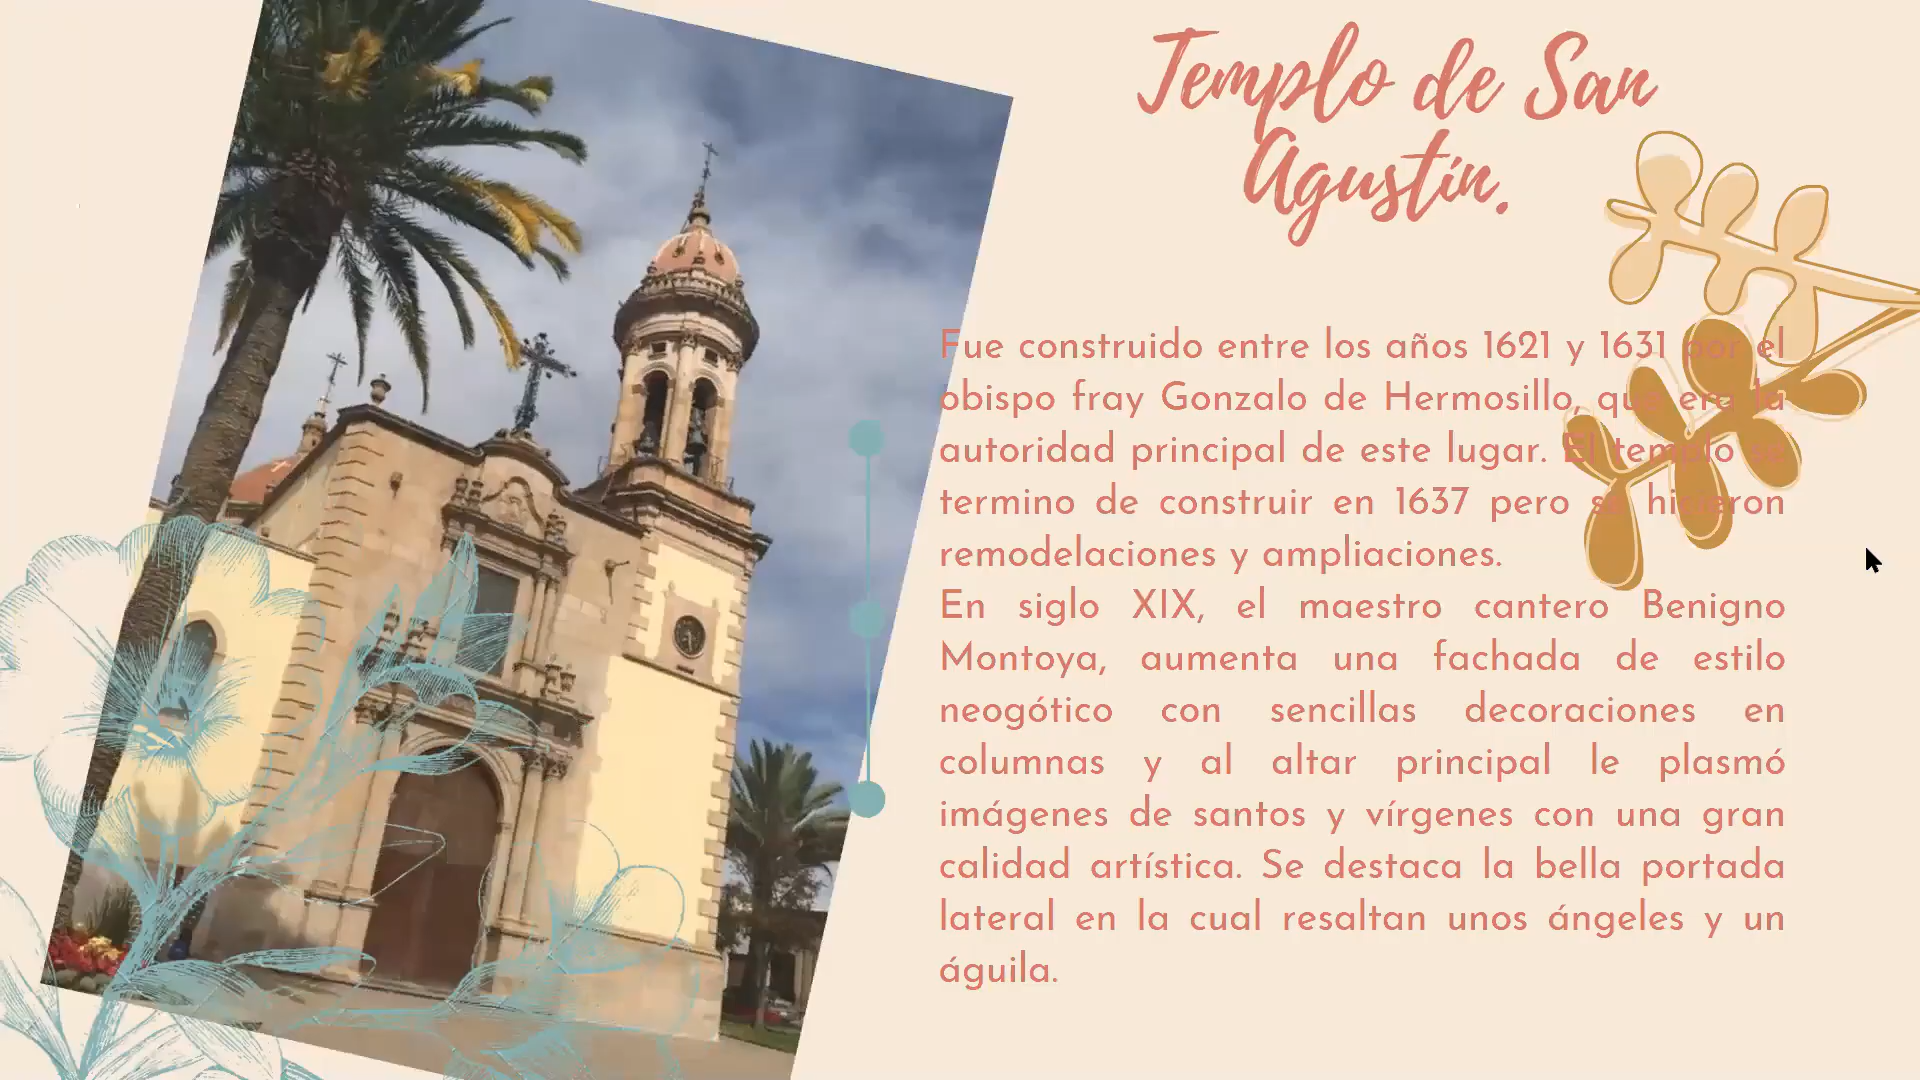 Templo de San
Agustín.
Fue construido entre los años 1621 y 1631 por el
obispo fray Gonzalo de Hermosillo, que era la
autoridad principal de este lugar. El templo se
termino de construir en 1637 pero se hicieron
remodelaciones y ampliaciones.
En siglo XIX, el maestro cantero Benigno
Montoya, aumenta una fachada de estilo
neogótico con sencillas decoraciones en
columnas y al altar principal le plasmó
imágenes de santos y vírgenes con una gran
calidad artística. Se destaca la bella portada
lateral en la cual resaltan unos ángeles y un
águila.